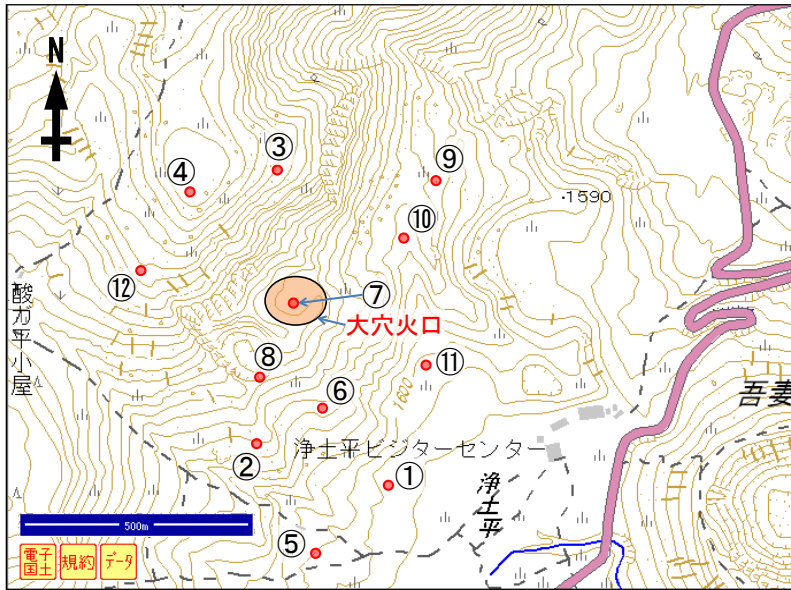 N
③
④
⑨
・1590
⑩
⑫
⑦
大穴火口
酸ガ平小屋
⑧
⑪
1600
⑥
吾妻
浄土平ビジターセンター
②
①
浄土平
500m
⑤
電子国土
規約
データ